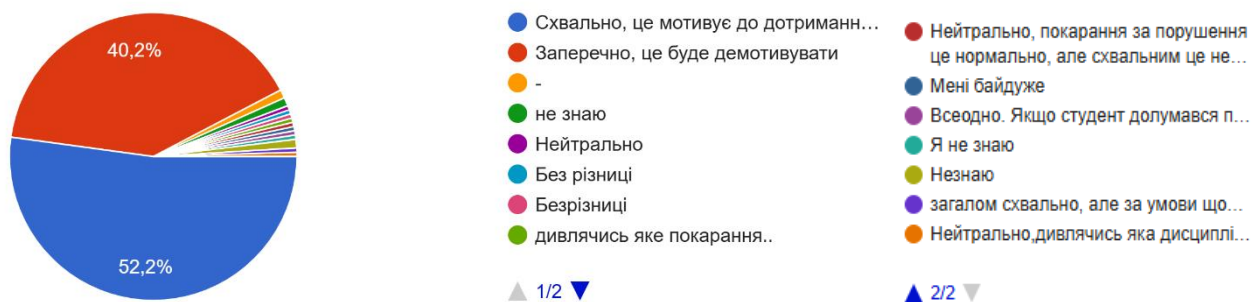 40,2%
52,2%
Схвально, це мотивує до дотриманн…
Заперечно, це буде демотивувати
-
не знаю
Нейтрально
Без різниці
Безрізниці
дивлячись яке покарання..
1/2
Нейтрально, покарання за порушення
це нормально, але схвальним це не…
Мені байдуже
Всеодно. Якщо студент долумався п…
Я не знаю
Незнаю
загалом схвально, але за умови що…
Нейтрально,дивлячись яка дисциплі…
2/2